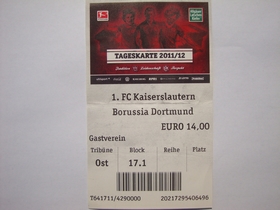 TAGESKARTE 2011/12
1. FC Kaiserslautern
Borussia Dortmund
EURO 14,00
Gastverein
Tribüne Block Reihe Platz
Ost 17.1
T641711/4290000 20217295406496